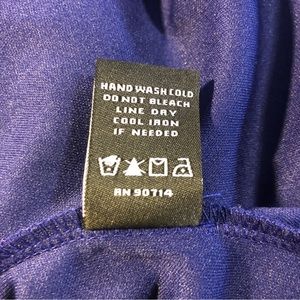 HAND WASH COLD
DO NOT BLEACH
LINE DRY
COOL IRON
IF NEEDED
RN 90714